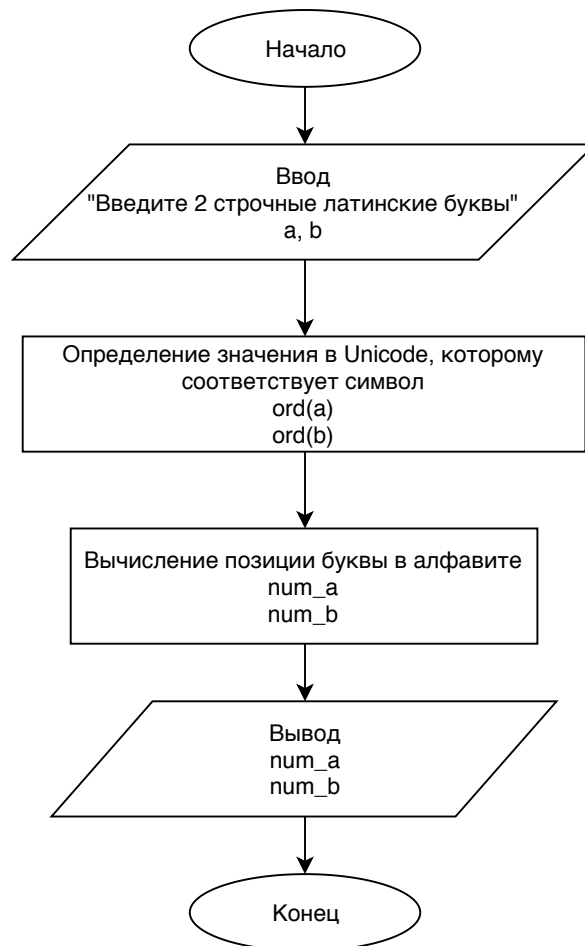 Начало
Ввод
"Введите 2 строчные латинские буквы"
a, b
Определение значения в Unicode, которому
соответствует символ
ord(a)
ord(b)
Вычисление позиции буквы в алфавите
num_a
num_b
Вывод
num_a
num_b
Конец